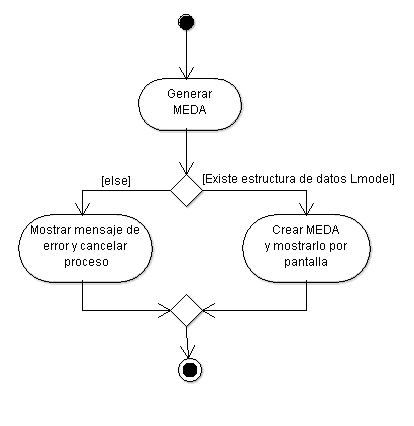 Generar
MEDA
[else]
[Existe estructura de datos Lmodel]
Mostrar mensaje de
error y cancelar
proceso
Crear MEDA
y mostrarlo por
pantalla